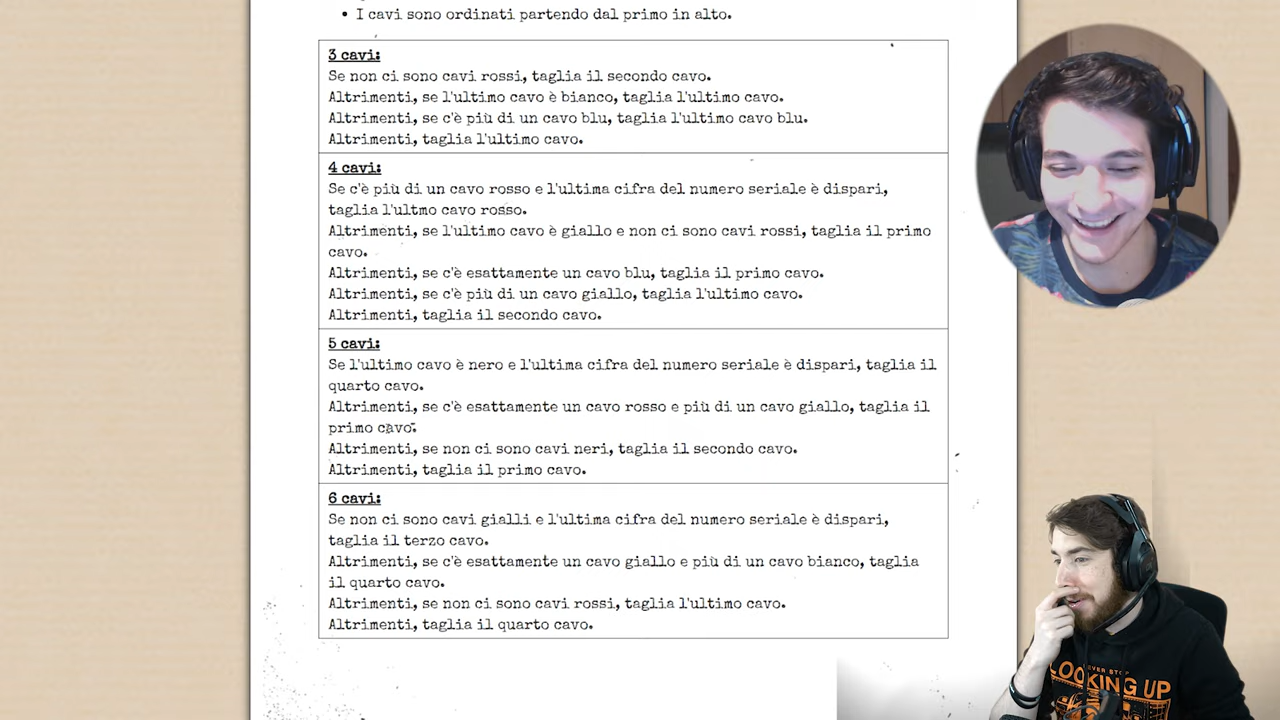 • I cavi sono ordinati partendo dal primo in alto.
3 cavi:
Se non ci sono cavi rossi, taglia il secondo cavo.
Altrimenti, se l'ultimo cavo è bianco, taglia l'ultimo cavo.
Altrimenti, se c'è più di un cavo blu, taglia l'ultimo cavo blu.
Altrimenti, taglia l'ultimo cavo.
4 cavi:
Se c'è più di un cavo rosso e l'ultima cifra del numero seriale è dispari,
taglia l'ultmo cavo rosso.
Altrimenti, se l'ultimo cavo è giallo e non ci sono cavi rossi, taglia il primo
cavo.
Altrimenti, se c'è esattamente un cavo blu, taglia il primo cavo.
Altrimenti, se c'è più di un cavo giallo, taglia l'ultimo cavo.
Altrimenti, taglia il secondo cavo.
5 cavi:
Se l'ultimo cavo è nero e l'ultima cifra del numero seriale è dispari, taglia il
quarto cavo.
Altrimenti, se c'è esattamente un cavo rosso e più di un cavo giallo, taglia il
primo cavo.
Altrimenti, se non ci sono cavi neri, taglia il secondo cavo.
Altrimenti, taglia il primo cavo.
6 cavi:
Se non ci sono cavi gialli e l'ultima cifra del numero seriale è dispari,
taglia il terzo cavo.
Altrimenti, se c'è esattamente un cavo giallo e più di un cavo bianco, taglia
il quarto cavo.
Altrimenti, se non ci sono cavi rossi, taglia l'ultimo cavo.
Altrimenti, taglia il quarto cavo.
NEVER STOP
LOOKING UP